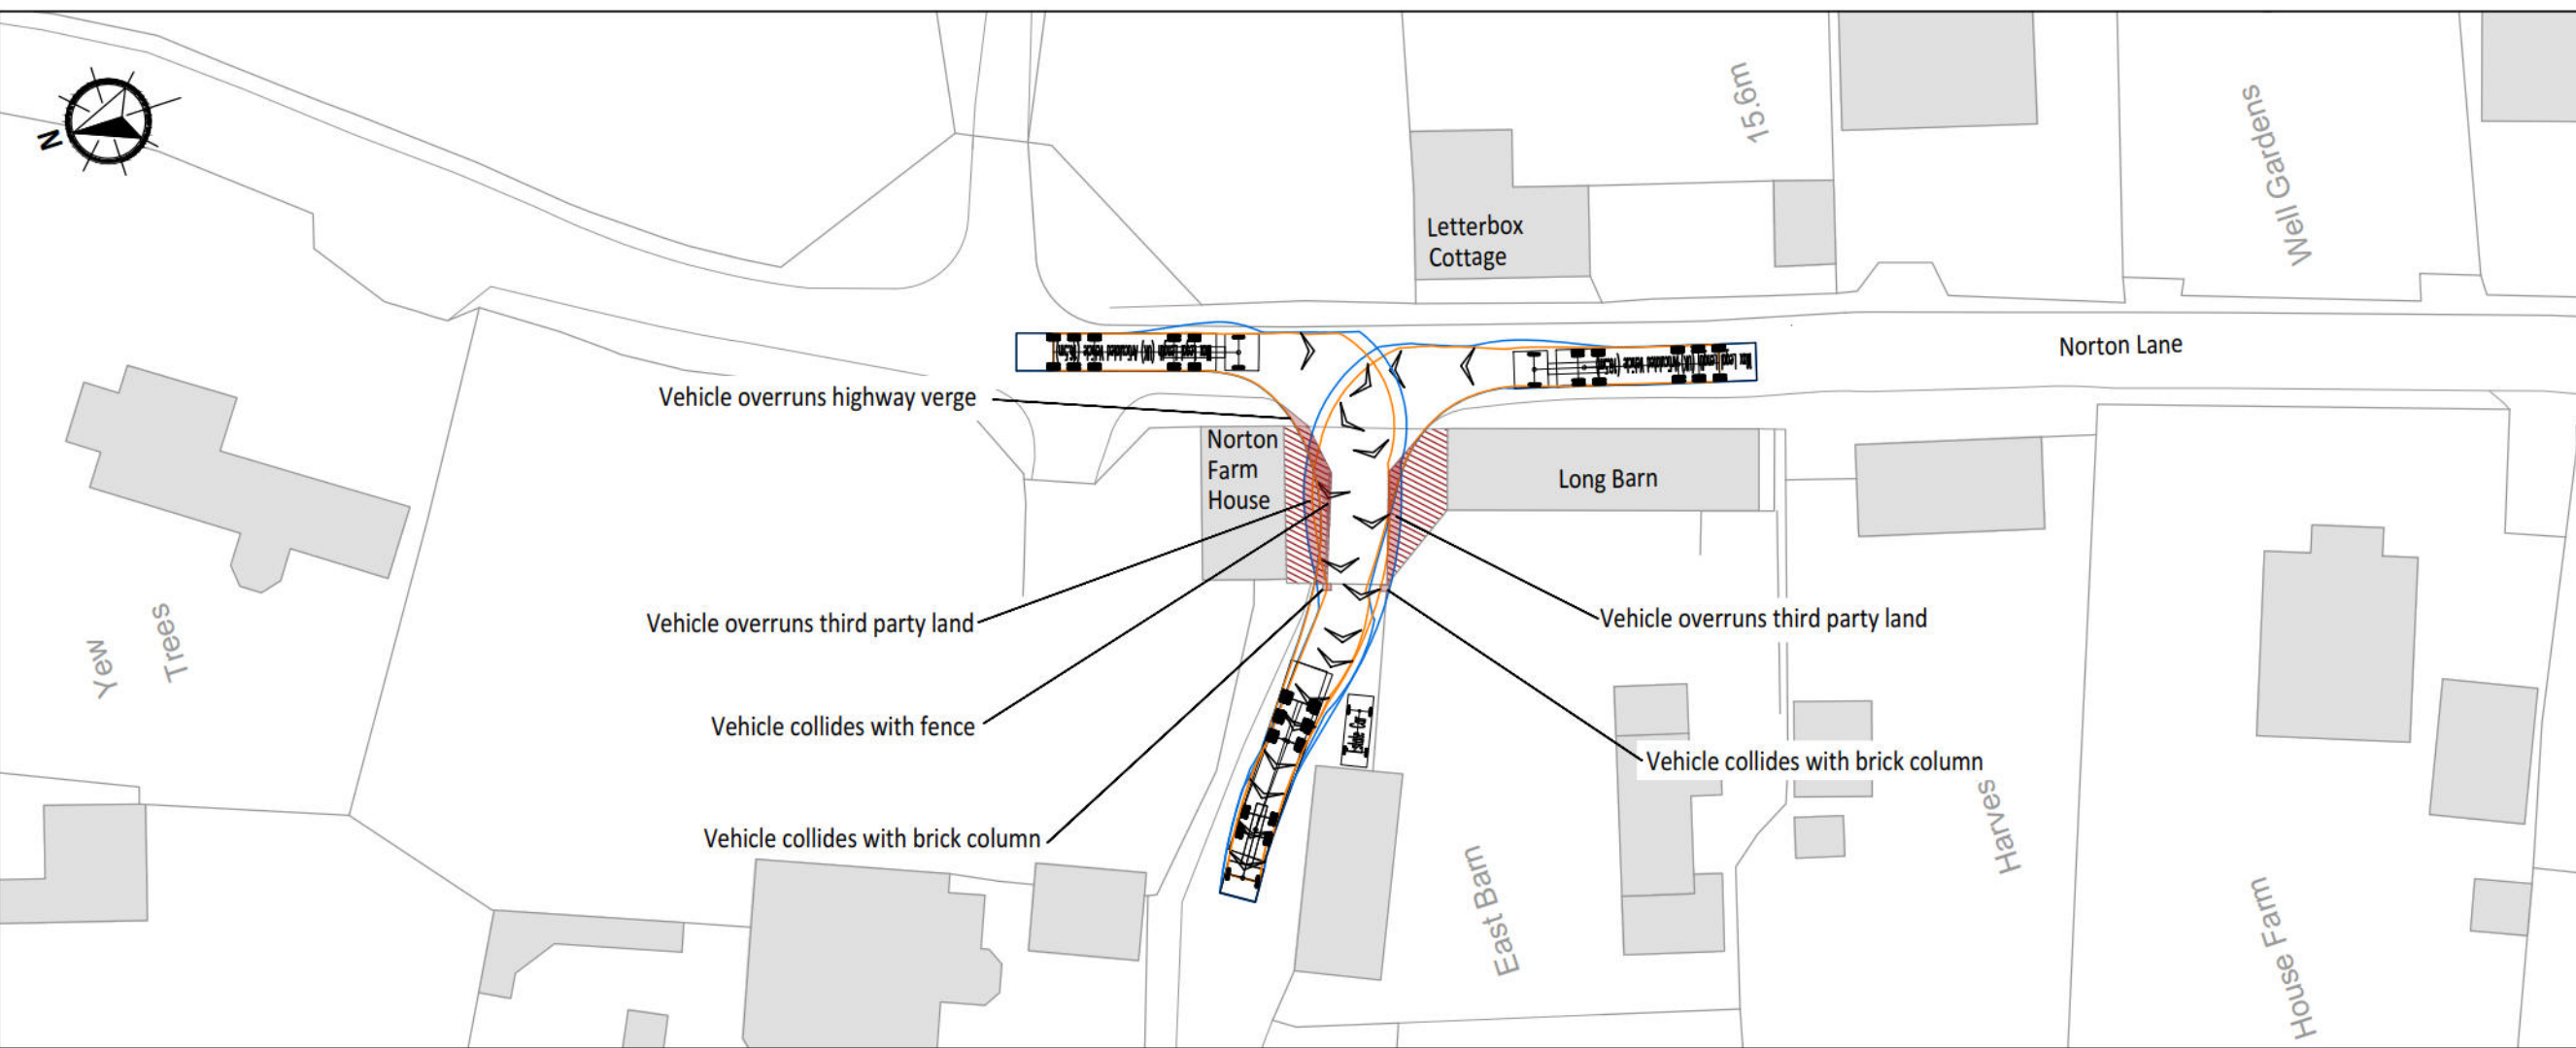 N
15.6m
Well Gardens
Letterbox
Cottage
Norton Lane
Vehicle overruns highway verge
Norton
Farm
House
Long Barn
Vehicle overruns third party land
Vehicle overruns third party land
Yew
Trees
Vehicle collides with fence
Vehicle collides with brick column
Vehicle collides with brick column
Harves
East Barn
House Farm